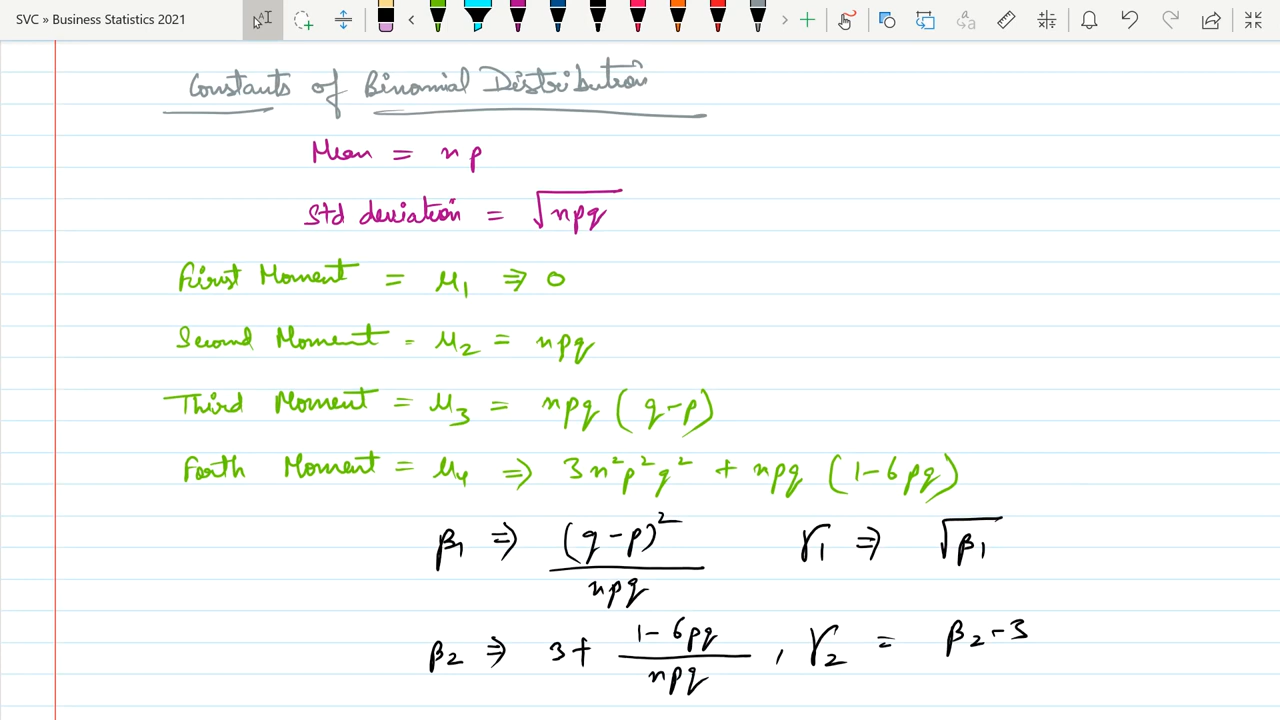 SVC » Business Statistics 2021
Constants of Binomial Distribution
Mean = np
Std deviation = √npq
First Moment = μ₁ ⇒ 0
Second Moment = μ₂ = npq
Third Moment = μ₃ = npq (q-p)
Forth Moment = μ₄ ⇒ 3n²p²q² + npq (1-6pq)
β₁ ⇒ (q-p)²/npq γ₁ ⇒ √β₁
β₂ ⇒ 3+ 1-6pq/npq , γ₂ = β₂-3